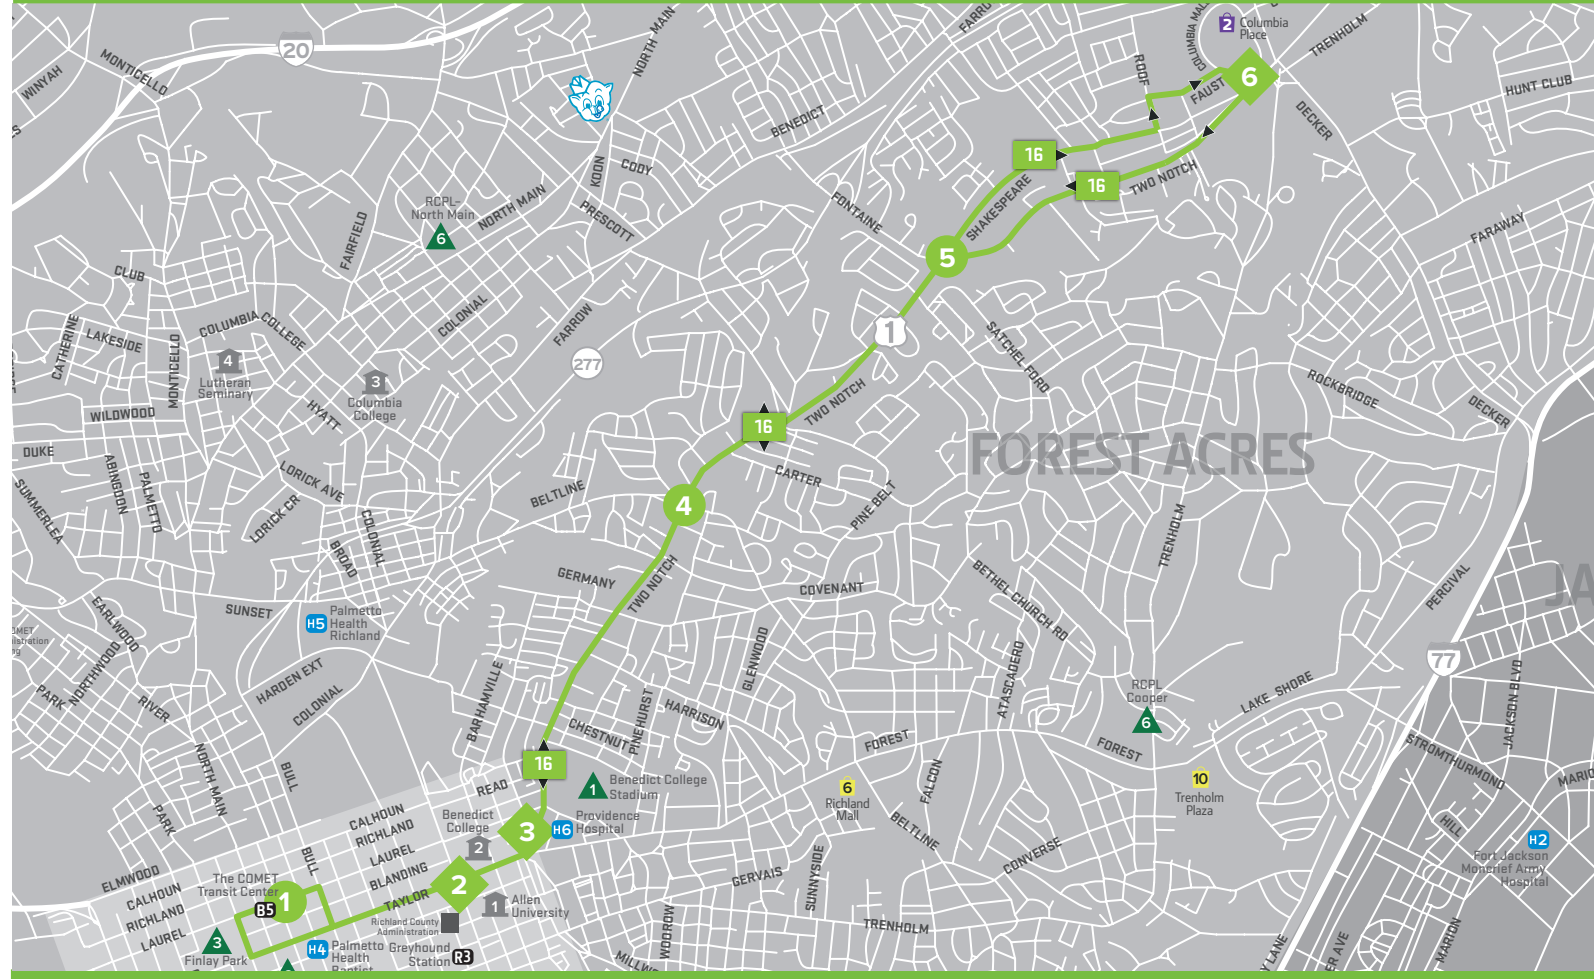 20
MONTICELLO
WINYAH
NORTH MAIN
BENEDICT
COLUMBIA MALL
2
Columbia
Place
TRENHOLM
ROOF
FAUST
6
DECKER
HUNT CLUB
16
16
TWO NOTCH
SHAKESPEARE
5
FONTAINE
FARAWAY
KOON
CODY
PRESCOTT
NORTH MAIN
RCPL-
North Main
6
FAIRFIELD
CLUB
COLONIAL
FARROW
277
1
SATCHEL FORD
ROCKBRIDGE
DECKER
CATHERINE
LAKESIDE
MONTICELLO
COLUMBIA COLLEGE
4
Lutheran
Seminary
3
Columbia
College
HYATT
WILDWOOD
DUKE
ABINGDON
PALMETTO
SUMMERLEA
LORICK AVE
LORICK CR
COLONIAL
BROAD
BELTLINE
16
TWO NOTCH
CARTER
PINE BELT
FOREST ACRES
4
TRENHOLM
GERMANY
TWO NOTCH
COVENANT
BETHEL CHURCH RD
PERCIVAL
JA
EARLWOOD
SUNSET
H5
Palmetto
Health
Richland
NORTHWOOD
PARK
RIVER
HARDEN EXT
COLONIAL
BARHAMVILLE
GLENWOOD
ATASCADERO
RCPL
Cooper
6
LAKE SHORE
77
JACKSON BLVD
PINEHURST
HARRISON
CHESTNUT
FOREST
FOREST
STROMTHURMOND
NORTH MAIN
BULL
16
READ
1
Benedict College
Stadium
FALCON
6
Richland
Mall
10
Trenholm
Plaza
PARK
CALHOUN
RICHLAND
LAUREL
BLANDING
TAYLOR
Benedict
College
2
3
H6
Providence
Hospital
BELTLINE
CONVERSE
HILL
H2
Fort Jackson
Moncrief Army
Hospital
ELMWOOD
CALHOUN
RICHLAND
LAUREL
BULL
The COMET
Transit Center
B5
1
2
1
Allen
University
GERVAIS
SUNNYSIDE
Richland County
Administration
3
Finlay Park
H4
Palmetto
Health
Baptist
Greyhound
Station
R3
WOODROW
TRENHOLM
MARION